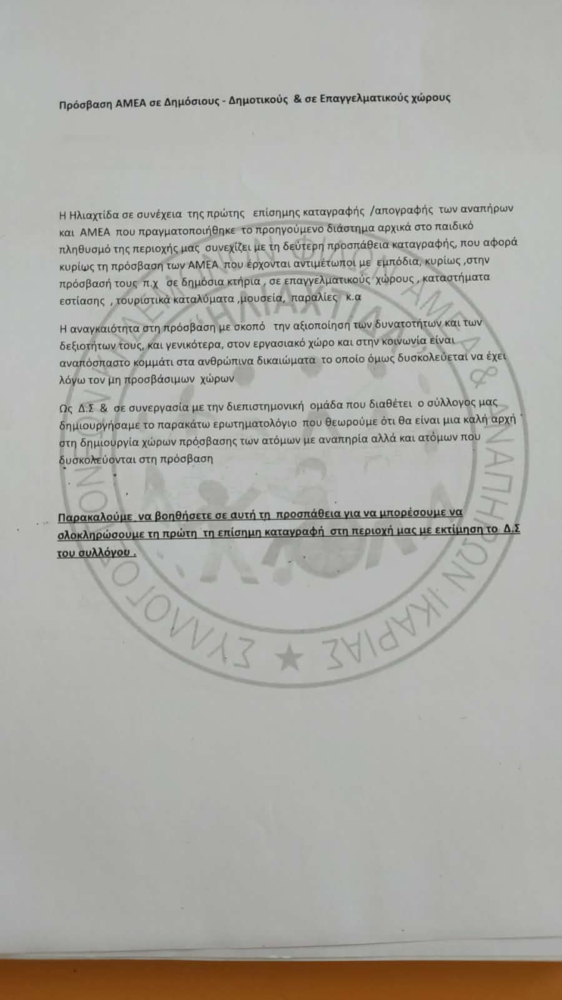 Πρόσβαση ΑΜΕΑ σε Δημόσιους - Δημοτικούς & σε Επαγγελματικούς χώρους
Η Ηλιαχτίδα σε συνέχεια της πρώτης επίσημης καταγραφής /απογραφής των αναπήρων
και ΑΜΕΑ που πραγματοποιήθηκε το προηγούμενο διάστημα αρχικά στο παιδικό
πληθυσμό της περιοχής μας συνεχίζει με τη δεύτερη προσπάθεια καταγραφής, που αφορά
κυρίως τη πρόσβαση των ΑΜΕΑ που έρχονται αντιμέτωποι με εμπόδια, κυρίως ,στην
πρόσβασή τους π.χ σε δημόσια κτήρια , σε επαγγελματικούς χώρους , καταστήματα
εστίασης , τουριστικά καταλύματα ,μουσεία, παραλίες κ.α
Η αναγκαιότητα στη πρόσβαση με σκοπό την αξιοποίηση των δυνατοτήτων και των
δεξιοτήτων τους, και γενικότερα, στον εργασιακό χώρο και στην κοινωνία είναι
αναπόσπαστο κομμάτι στα ανθρώπινα δικαιώματα το οποίο όμως δυσκολεύεται να έχει
λόγω τον μη προσβάσιμων χώρων
Ως Δ.Σ & σε συνεργασία με την διεπιστημονική ομάδα που διαθέτει ο σύλλογος μας
δημιουργήσαμε το παρακάτω ερωτηματολόγιο που θεωρούμε ότι θα είναι μια καλή αρχή
στη δημιουργία χώρων πρόσβασης των ατόμων με αναπηρία αλλά και ατόμων που
δυσκολεύονται στη πρόσβαση
Παρακαλούμε να βοηθήσετε σε αυτή τη προσπάθεια για να μπορέσουμε να
ολοκληρώσουμε τη πρώτη τη επίσημη καταγραφή στη περιοχή μας με εκτίμηση το Δ.Σ
του συλλόγου .
ΣΥΛΛΟΓΟΣ ΓΟΝΕΩΝ ΚΗΔΕΜΟΝΩΝ ΦΙΛΩΝ ΑΜΕΑ & ΑΝΑΠΗΡΩΝ ΙΚΑΡΙΑΣ
"ΗΛΙΑΧΤΙΔΑ"